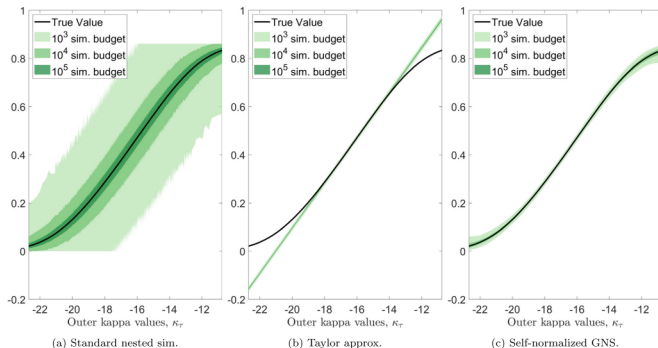 True Value
10³ sim. budget
10⁴ sim. budget
10⁵ sim. budget
1
0.8
0.6
0.4
0.2
0
-0.2
-22 -20 -18 -16 -14 -12
Outer kappa values, κτ
(a) Standard nested sim.
True Value
10³ sim. budget
10⁴ sim. budget
10⁵ sim. budget
1
0.8
0.6
0.4
0.2
0
-0.2
-22 -20 -18 -16 -14 -12
Outer kappa values, κτ
(b) Taylor approx.
True Value
10³ sim. budget
10⁴ sim. budget
10⁵ sim. budget
1
0.8
0.6
0.4
0.2
0
-0.2
-22 -20 -18 -16 -14 -12
Outer kappa values, κτ
(c) Self-normalized GNS.